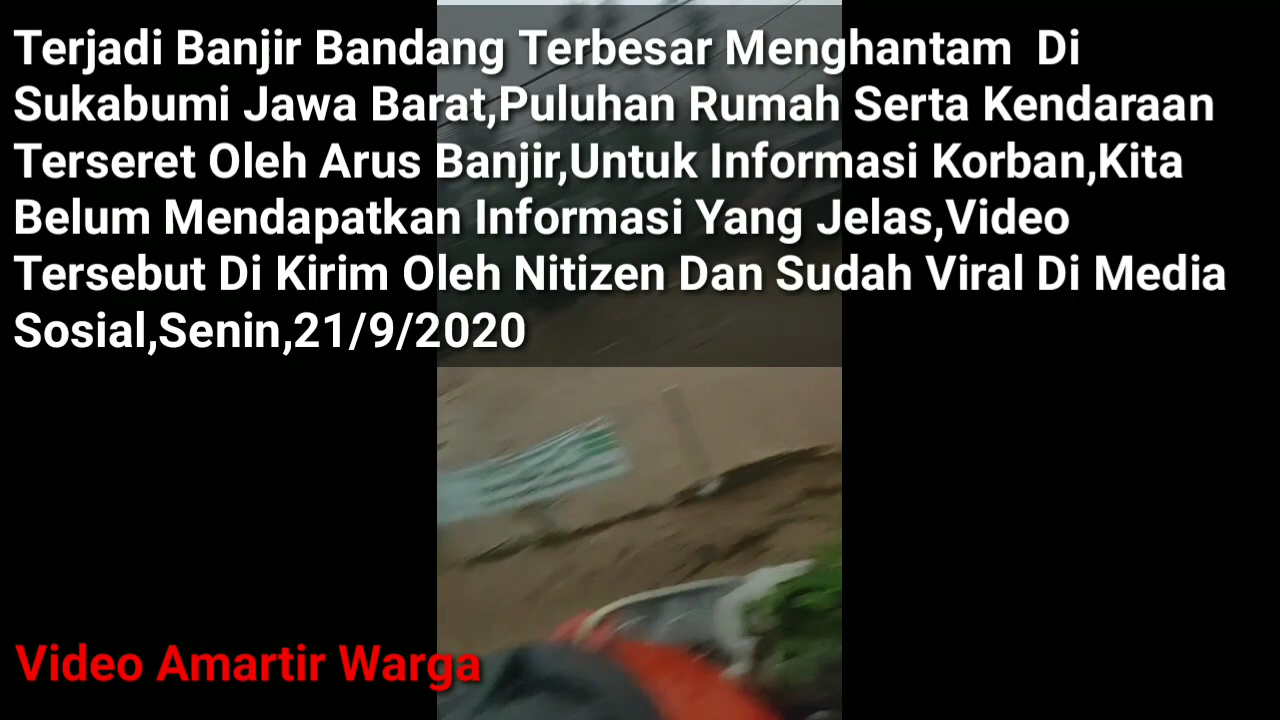 Terjadi Banjir Bandang Terbesar Menghantam  Di
Sukabumi Jawa Barat,Puluhan Rumah Serta Kendaraan
Terseret Oleh Arus Banjir,Untuk Informasi Korban,Kita
Belum Mendapatkan Informasi Yang Jelas,Video
Tersebut Di Kirim Oleh Nitizen Dan Sudah Viral Di Media
Sosial,Senin,21/9/2020
Video Amartir Warga